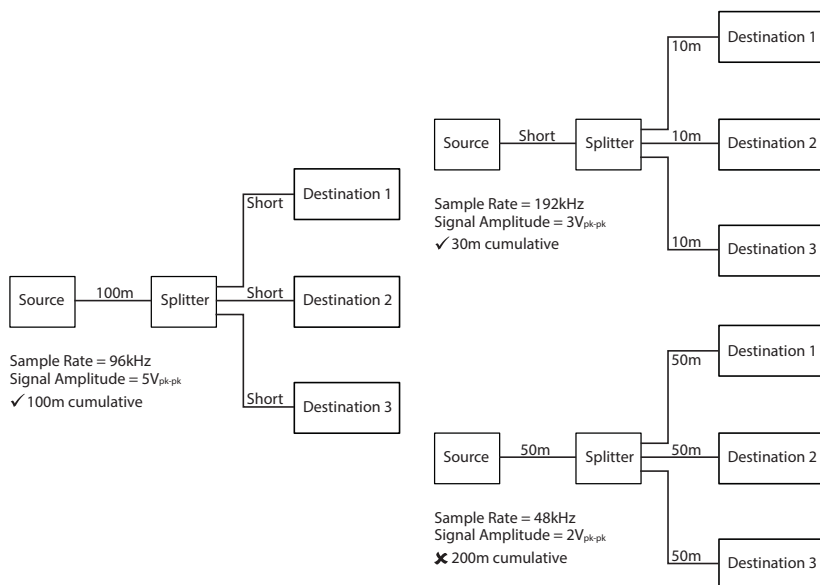 Destination 1
Short
Source
100m
Splitter
Short
Destination 2
Short
Destination 3
Sample Rate = 96kHz
Signal Amplitude = 5Vpk-pk
✓ 100m cumulative
Destination 1
10m
Source
Short
Splitter
10m
Destination 2
10m
Destination 3
Sample Rate = 192kHz
Signal Amplitude = 3Vpk-pk
✓ 30m cumulative
Destination 1
50m
Source
50m
Splitter
50m
Destination 2
50m
Destination 3
Sample Rate = 48kHz
Signal Amplitude = 2Vpk-pk
✘ 200m cumulative